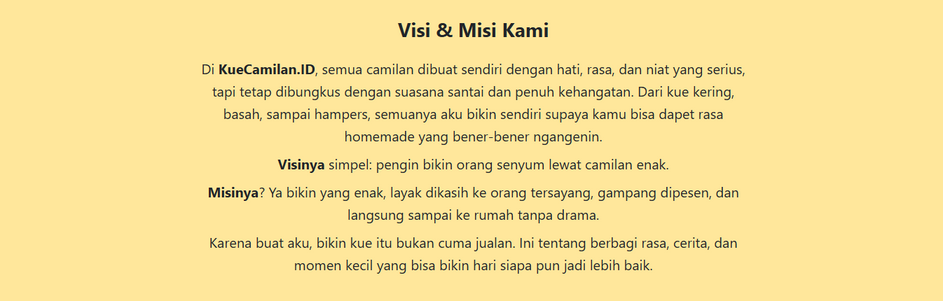 Visi & Misi Kami
Di KueCamilan.ID, semua camilan dibuat sendiri dengan hati, rasa, dan niat yang serius,
tapi tetap dibungkus dengan suasana santai dan penuh kehangatan. Dari kue kering,
basah, sampai hampers, semuanya aku bikin sendiri supaya kamu bisa dapet rasa
homemade yang bener-bener ngangenin.
Visinya simpel: pengin bikin orang senyum lewat camilan enak.
Misinya? Ya bikin yang enak, layak dikasih ke orang tersayang, gampang dipesen, dan
langsung sampai ke rumah tanpa drama.
Karena buat aku, bikin kue itu bukan cuma jualan. Ini tentang berbagi rasa, cerita, dan
momen kecil yang bisa bikin hari siapa pun jadi lebih baik.